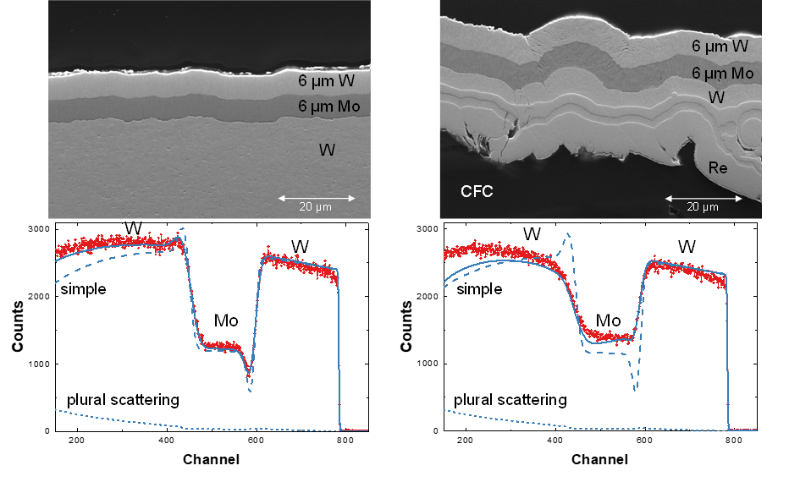 6 µm W
6 µm Mo
W
20 µm
6 µm W
6 µm Mo
W
Re
CFC
20 µm
3000
2000
1000
0
Counts
W
W
simple
Mo
plural scattering
200
400
600
800
Channel
3000
2000
1000
0
Counts
W
W
simple
Mo
plural scattering
200
400
600
800
Channel